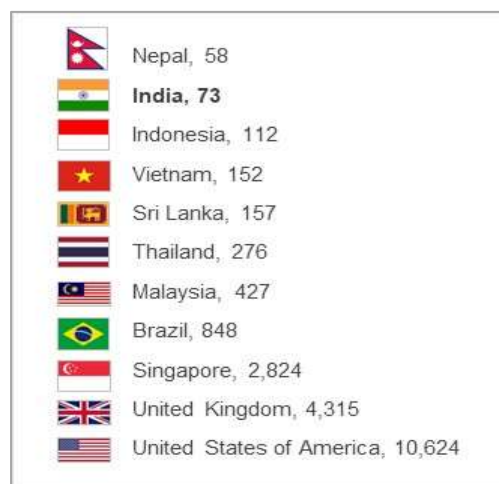 Nepal, 58
India, 73
Indonesia, 112
Vietnam, 152
Sri Lanka, 157
Thailand, 276
Malaysia, 427
Brazil, 848
Singapore, 2,824
United Kingdom, 4,315
United States of America, 10,624